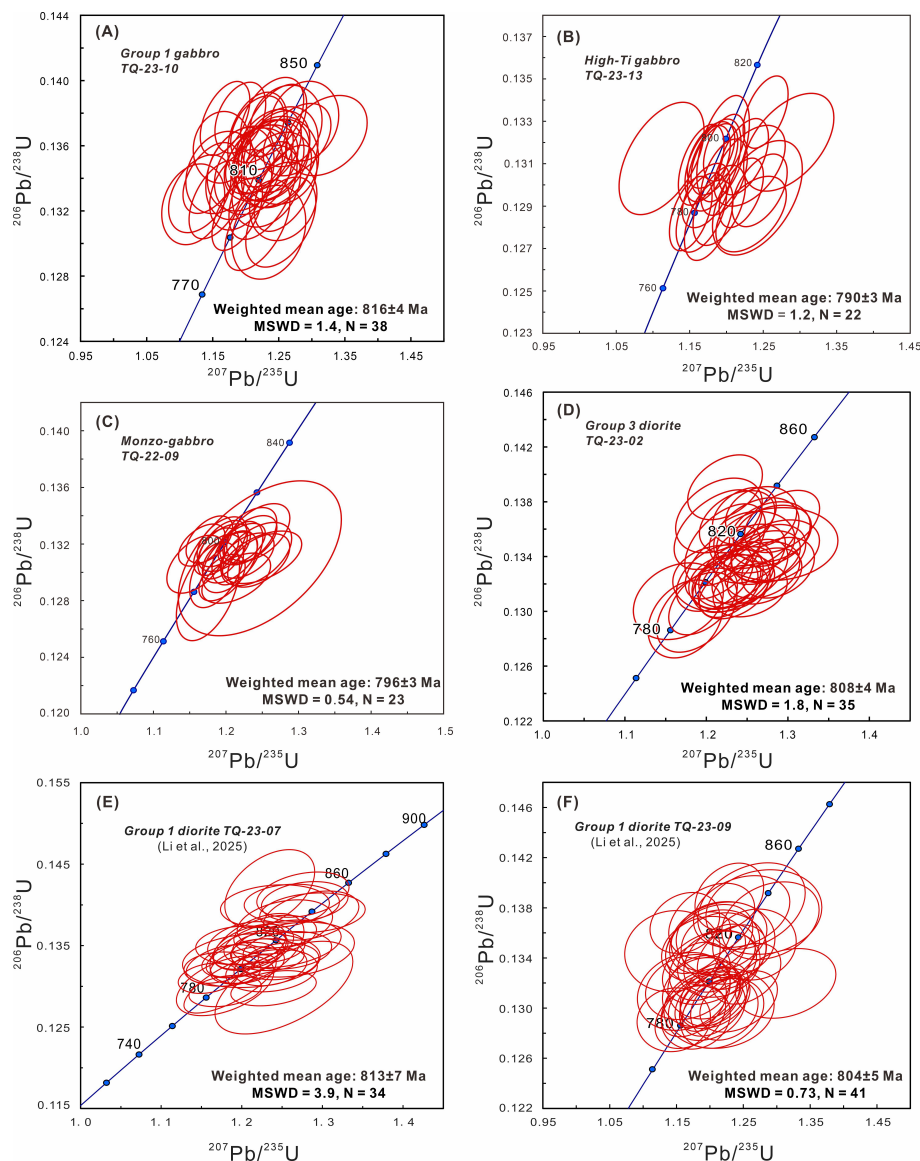 (A)
Group 1 gabbro
TQ-23-10
0.144
0.140
0.136
0.132
0.128
0.124
206Pb/238U
850
810
770
Weighted mean age: 816±4 Ma
MSWD = 1.4, N = 38
0.95
1.05
1.15
1.25
1.35
1.45
207Pb/235U
(B)
High-Ti gabbro
TQ-23-13
0.137
0.135
0.133
0.131
0.129
0.127
0.125
0.123
206Pb/238U
820
800
780
760
Weighted mean age: 790±3 Ma
MSWD = 1.2, N = 22
0.95
1.05
1.15
1.25
1.35
1.45
207Pb/235U
(C)
Monzo-gabbro
TQ-22-09
0.140
0.136
0.132
0.128
0.124
0.120
206Pb/238U
840
800
760
Weighted mean age: 796±3 Ma
MSWD = 0.54, N = 23
1.0
1.1
1.2
1.3
1.4
1.5
207Pb/235U
(D)
Group 3 diorite
TQ-23-02
0.146
0.142
0.138
0.134
0.130
0.126
0.122
206Pb/238U
860
820
780
Weighted mean age: 808±4 Ma
MSWD = 1.8, N = 35
1.0
1.1
1.2
1.3
1.4
207Pb/235U
(E)
Group 1 diorite TQ-23-07
(Li et al., 2025)
0.155
0.145
0.135
0.125
0.115
206Pb/238U
900
860
820
780
740
Weighted mean age: 813±7 Ma
MSWD = 3.9, N = 34
1.0
1.1
1.2
1.3
1.4
207Pb/235U
(F)
Group 1 diorite TQ-23-09
(Li et al., 2025)
0.146
0.142
0.138
0.134
0.130
0.126
0.122
206Pb/238U
860
820
780
Weighted mean age: 804±5 Ma
MSWD = 0.73, N = 41
0.95
1.05
1.15
1.25
1.35
1.45
207Pb/235U